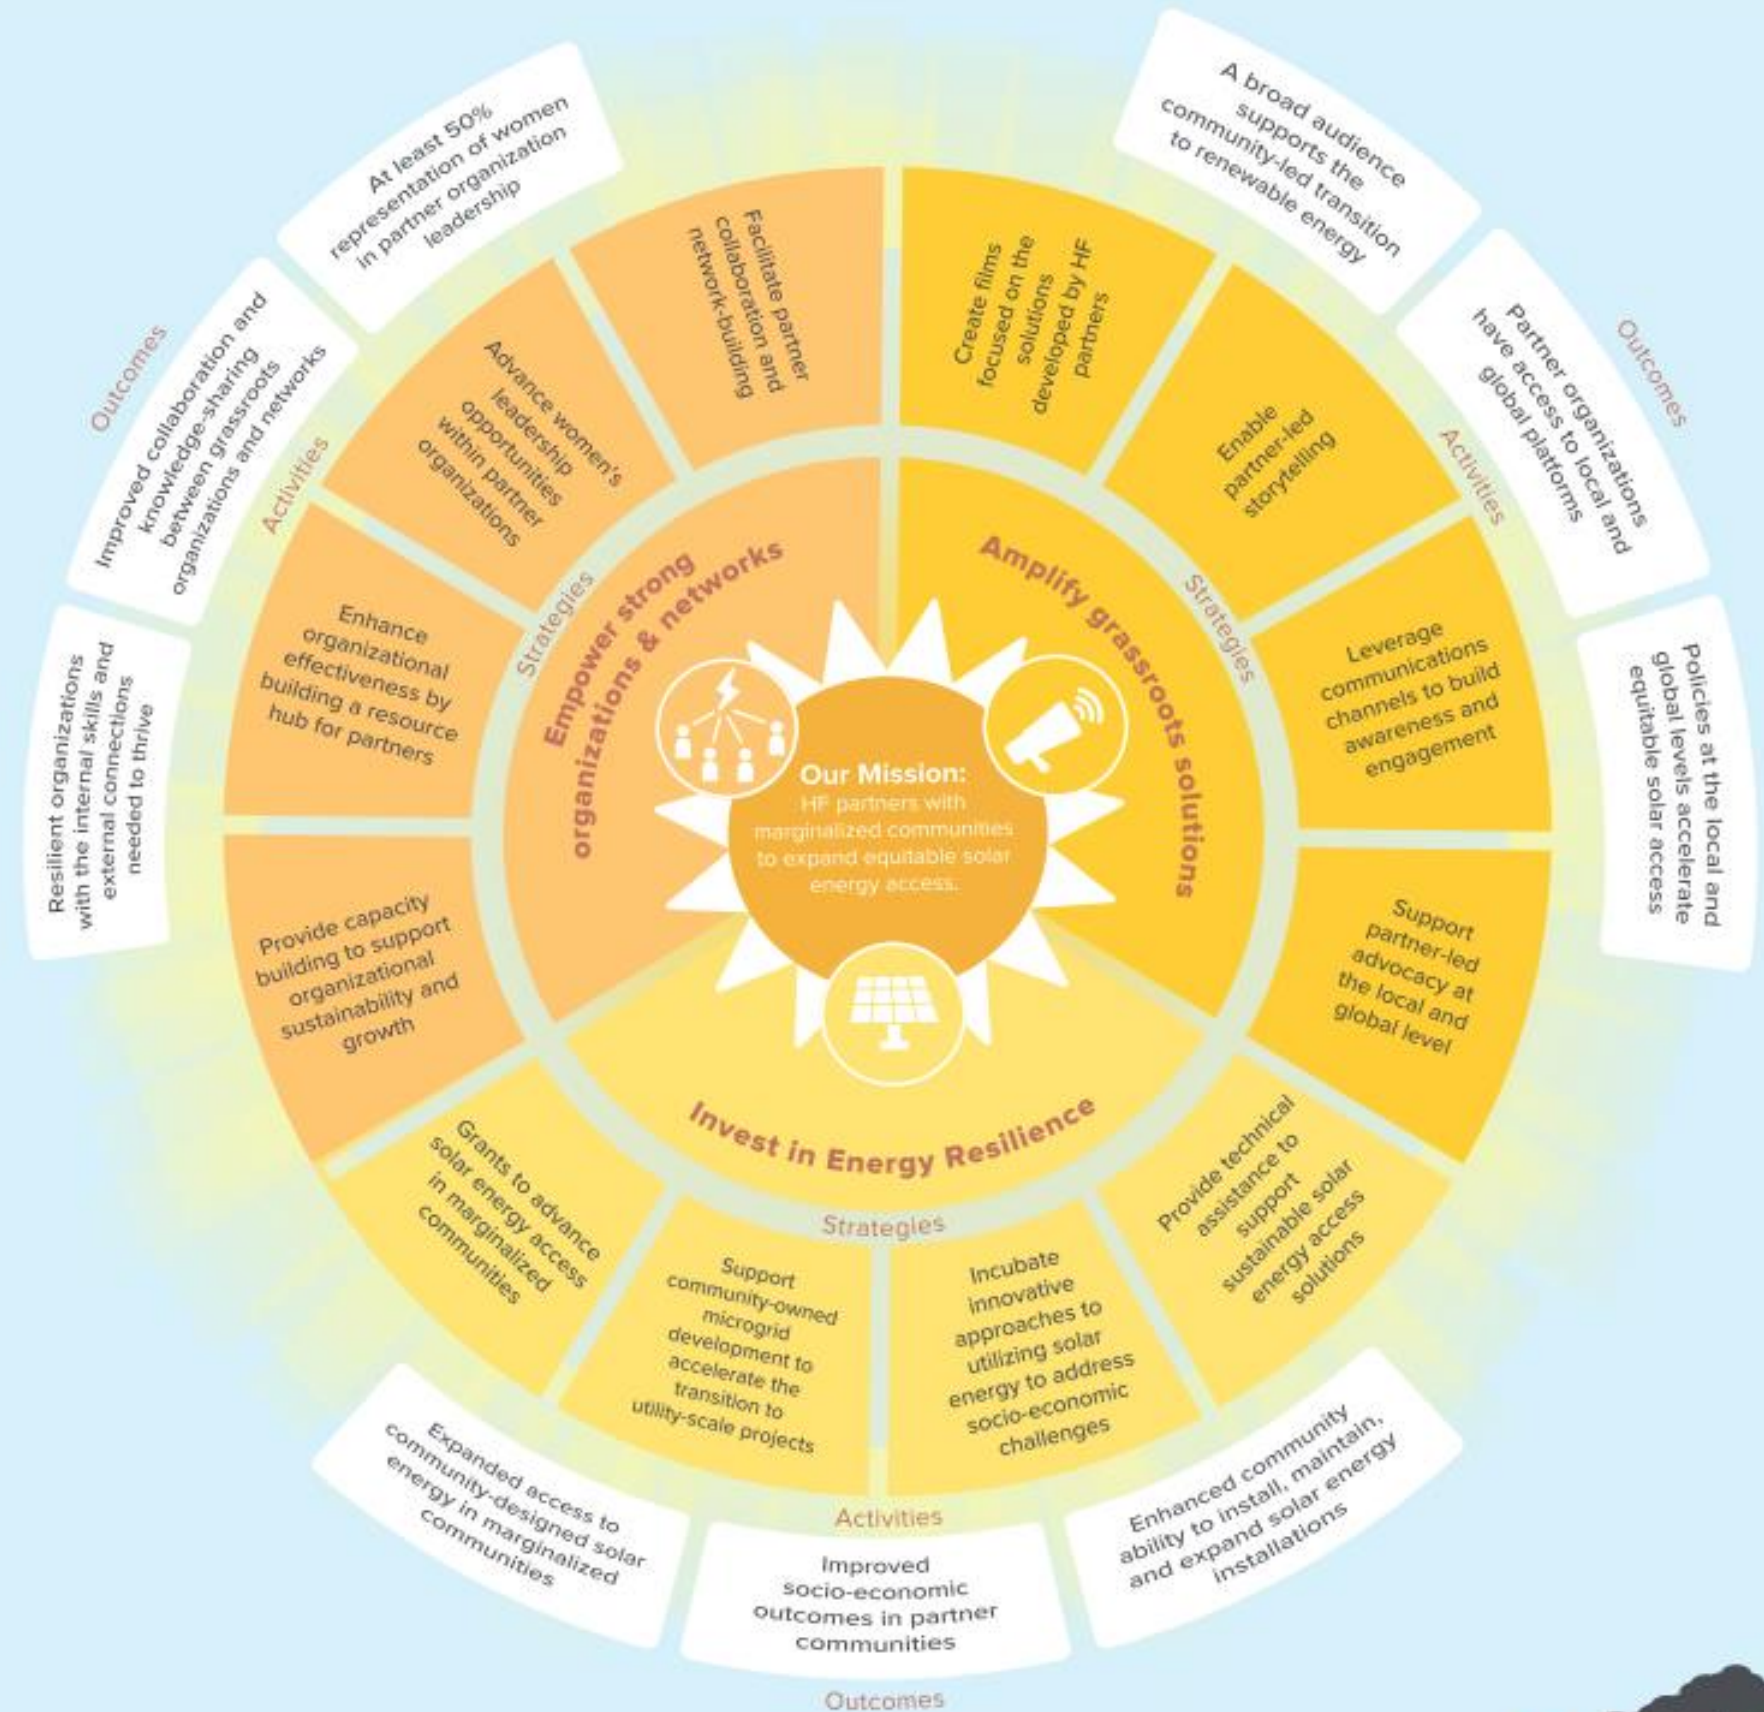 Our Mission:
HF partners with
marginalized communities
to expand equitable solar
energy access.
Empower strong
organizations & networks
Strategies
Facilitate partner
collaboration and
network-building
Advance women's
leadership
opportunities
within partner
organizations
Enhance
organizational
effectiveness by
building a resource
hub for partners
Provide capacity
building to support
organizational
sustainability and
growth
Activities
At least 50%
representation of women
in partner organization
leadership
Improved collaboration and
knowledge-sharing
between grassroots
organizations and networks
Resilient organizations
with the internal skills and
external connections
needed to thrive
Outcomes
Amplify grassroots solutions
Strategies
Create films
focused on the
solutions
developed by HF
partners
Enable
partner-led
storytelling
Leverage
communications
channels to build
awareness and
engagement
Support
partner-led
advocacy at
the local and
global level
Activities
A broad audience
supports the
community-led transition
to renewable energy
Partner organizations
have access to local and
global platforms
Policies at the local and
global levels accelerate
equitable solar access
Outcomes
Invest in Energy Resilience
Strategies
Grants to advance
solar energy access
in marginalized
communities
Support
community-owned
microgrid
development to
accelerate the
transition to
utility-scale projects
Incubate
innovative
approaches to
utilizing solar
energy to address
socio-economic
challenges
Provide technical
assistance to
support
sustainable solar
energy access
solutions
Activities
Expanded access to
community-designed solar
energy in marginalized
communities
Improved
socio-economic
outcomes in partner
communities
Enhanced community
ability to install, maintain,
and expand solar energy
installations
Outcomes